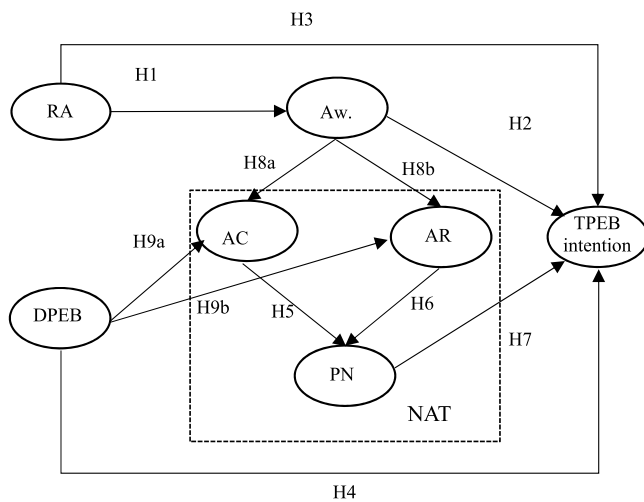 H3
H1
RA
Aw.
H2
H8a
H8b
TPEB
intention
AC
AR
H9a
DPEB
H9b
H5
H6
H7
PN
NAT
H4